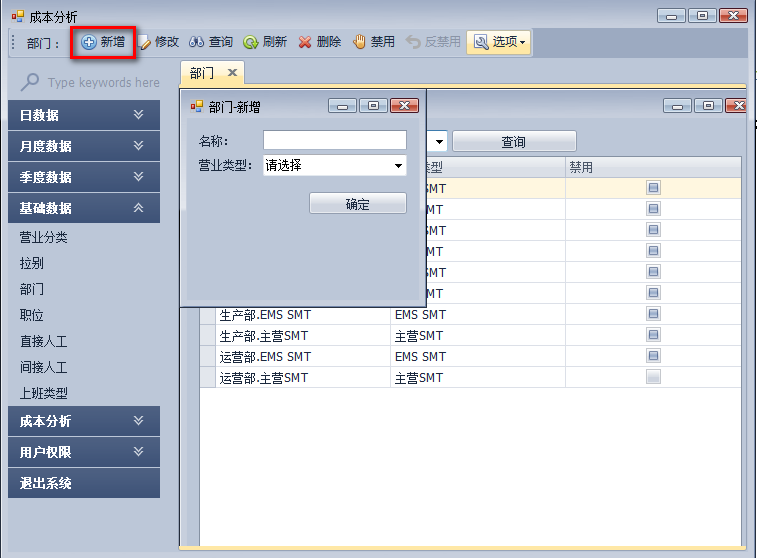 成本分析
部门： 新增 修改 查询 刷新 删除 禁用 反禁用 选项
Type keywords here
日数据
月度数据
季度数据
基础数据
营业分类
拉别
部门
职位
直接人工
间接人工
上班类型
成本分析
用户权限
退出系统
部门
部门-新增
名称：
营业类型： 请选择
确定
查询
类型 禁用
SMT
MT
SMT
MT
SMT
MT
生产部.EMS SMT EMS SMT
生产部.主营SMT 主营SMT
运营部.EMS SMT EMS SMT
运营部.主营SMT 主营SMT